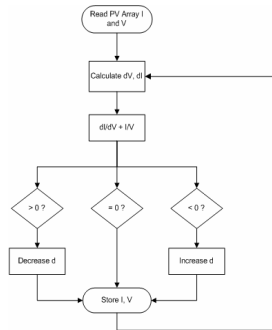 Read PV Array I
and V
Calculate dV, dI
dI/dV + I/V
> 0 ?
= 0 ?
< 0 ?
Decrease d
Increase d
Store I, V